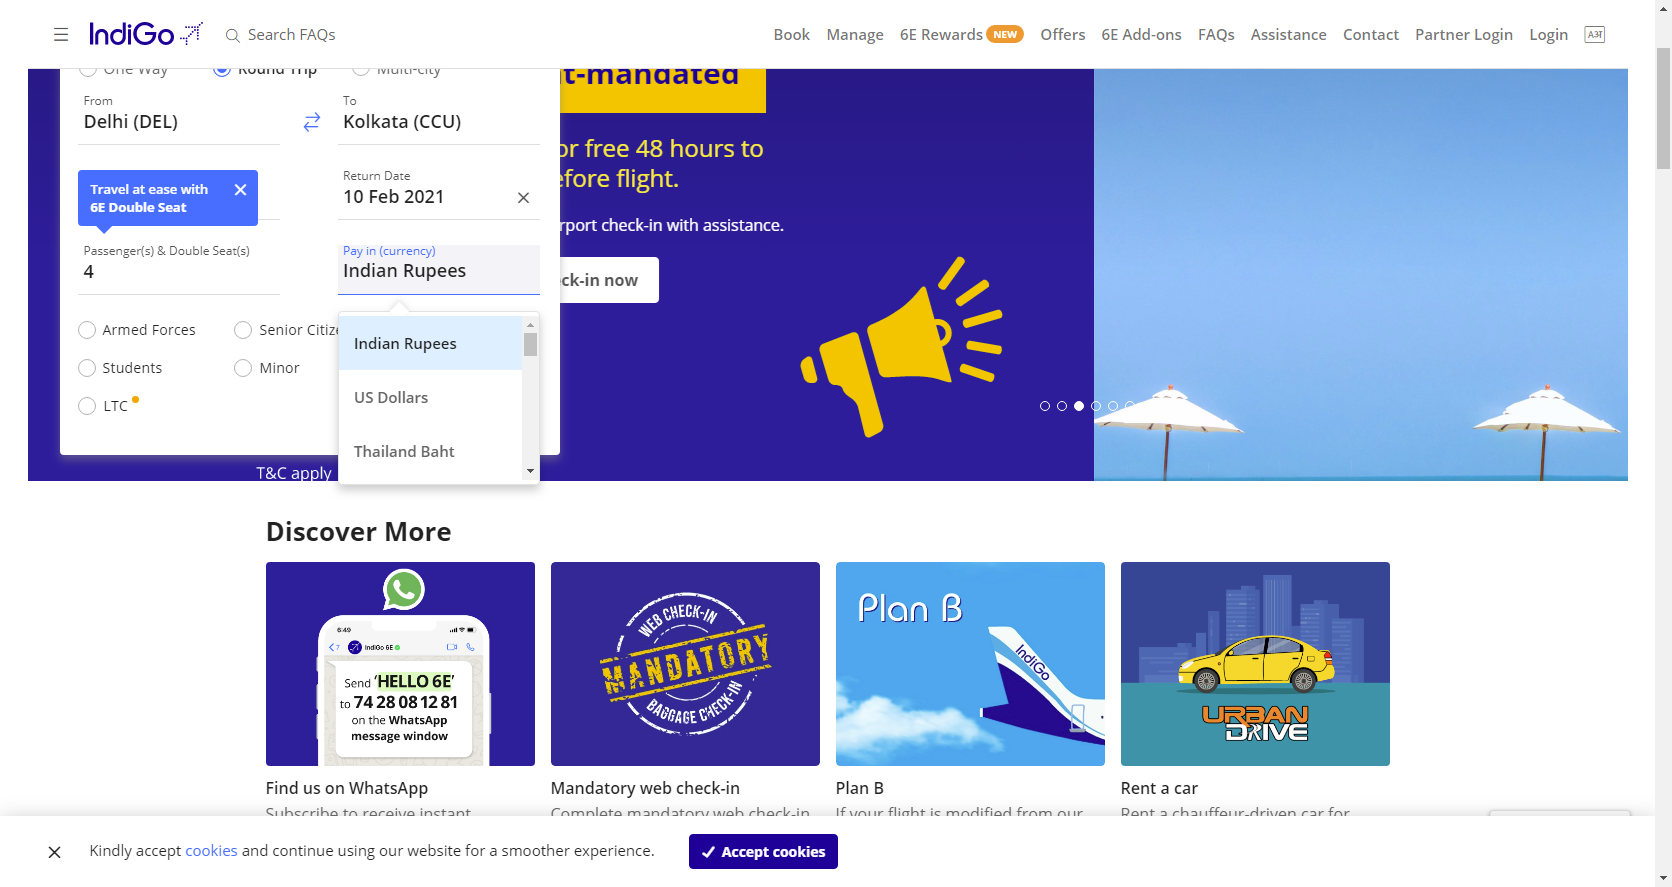 IndiGo
Search FAQs
Book
Manage
6E Rewards NEW
Offers
6E Add-ons
FAQs
Assistance
Contact
Partner Login
Login
One Way
Round Trip
Multi-city
t-mandated
From
Delhi (DEL)
To
Kolkata (CCU)
or free 48 hours to
efore flight.
Travel at ease with
6E Double Seat
Return Date
10 Feb 2021
rport check-in with assistance.
Passenger(s) & Double Seat(s)
4
Pay in (currency)
Indian Rupees
ck-in now
Armed Forces
Senior Citize
Students
Minor
LTC
Indian Rupees
US Dollars
Thailand Baht
T&C apply
Discover More
6:49
7
IndiGo 6E
Send 'HELLO 6E'
to 74 28 08 12 81
on the WhatsApp
message window
WEB CHECK-IN
MANDATORY
BAGGAGE CHECK-IN
Plan B
IndiGo
URBAN
DRIVE
Find us on WhatsApp
Mandatory web check-in
Plan B
Rent a car
Subscribe to receive instant
Complete mandatory web check-in
If your flight is modified from our
Rent a chauffeur-driven car for
Kindly accept cookies and continue using our website for a smoother experience.
Accept cookies